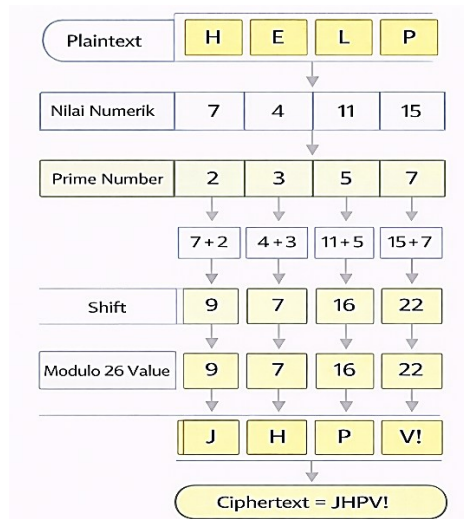 Plaintext H E L P
Nilai Numerik 7 4 11 15
Prime Number 2 3 5 7
7+2 4+3 11+5 15+7
Shift 9 7 16 22
Modulo 26 Value 9 7 16 22
J H P V!
Ciphertext = JHPV!